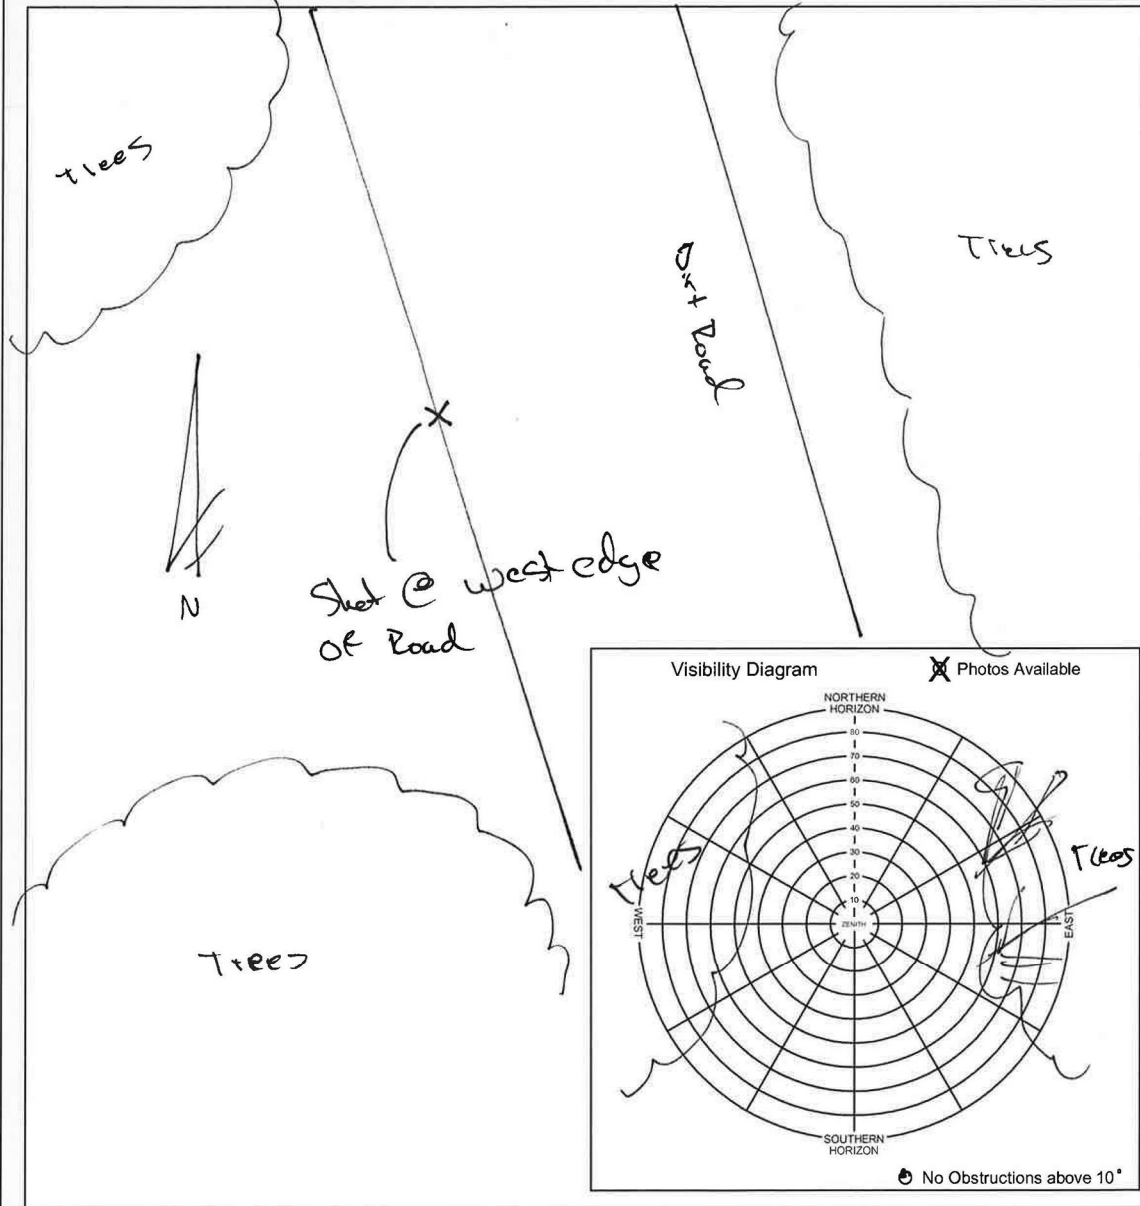 trees
Trees
Dirt Road
N
Shot @ west edge
of Road
Trees
Visibility Diagram
Photos Available
NORTHERN
HORIZON
80
70
60
50
40
30
20
10
ZENITH
WEST
EAST
Trees
Trees
SOUTHERN
HORIZON
No Obstructions above 10°